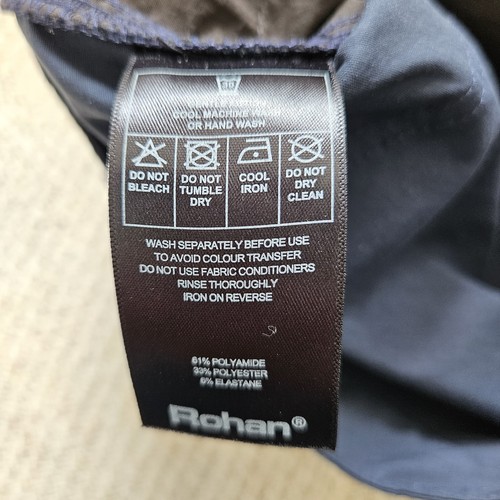 30
COOL MACHINE
OR HAND WASH
DO NOT
BLEACH
DO NOT
TUMBLE
DRY
COOL
IRON
DO NOT
DRY
CLEAN
WASH SEPARATELY BEFORE USE
TO AVOID COLOUR TRANSFER
DO NOT USE FABRIC CONDITIONERS
RINSE THOROUGHLY
IRON ON REVERSE
61% POLYAMIDE
33% POLYESTER
6% ELASTANE
Rohan®